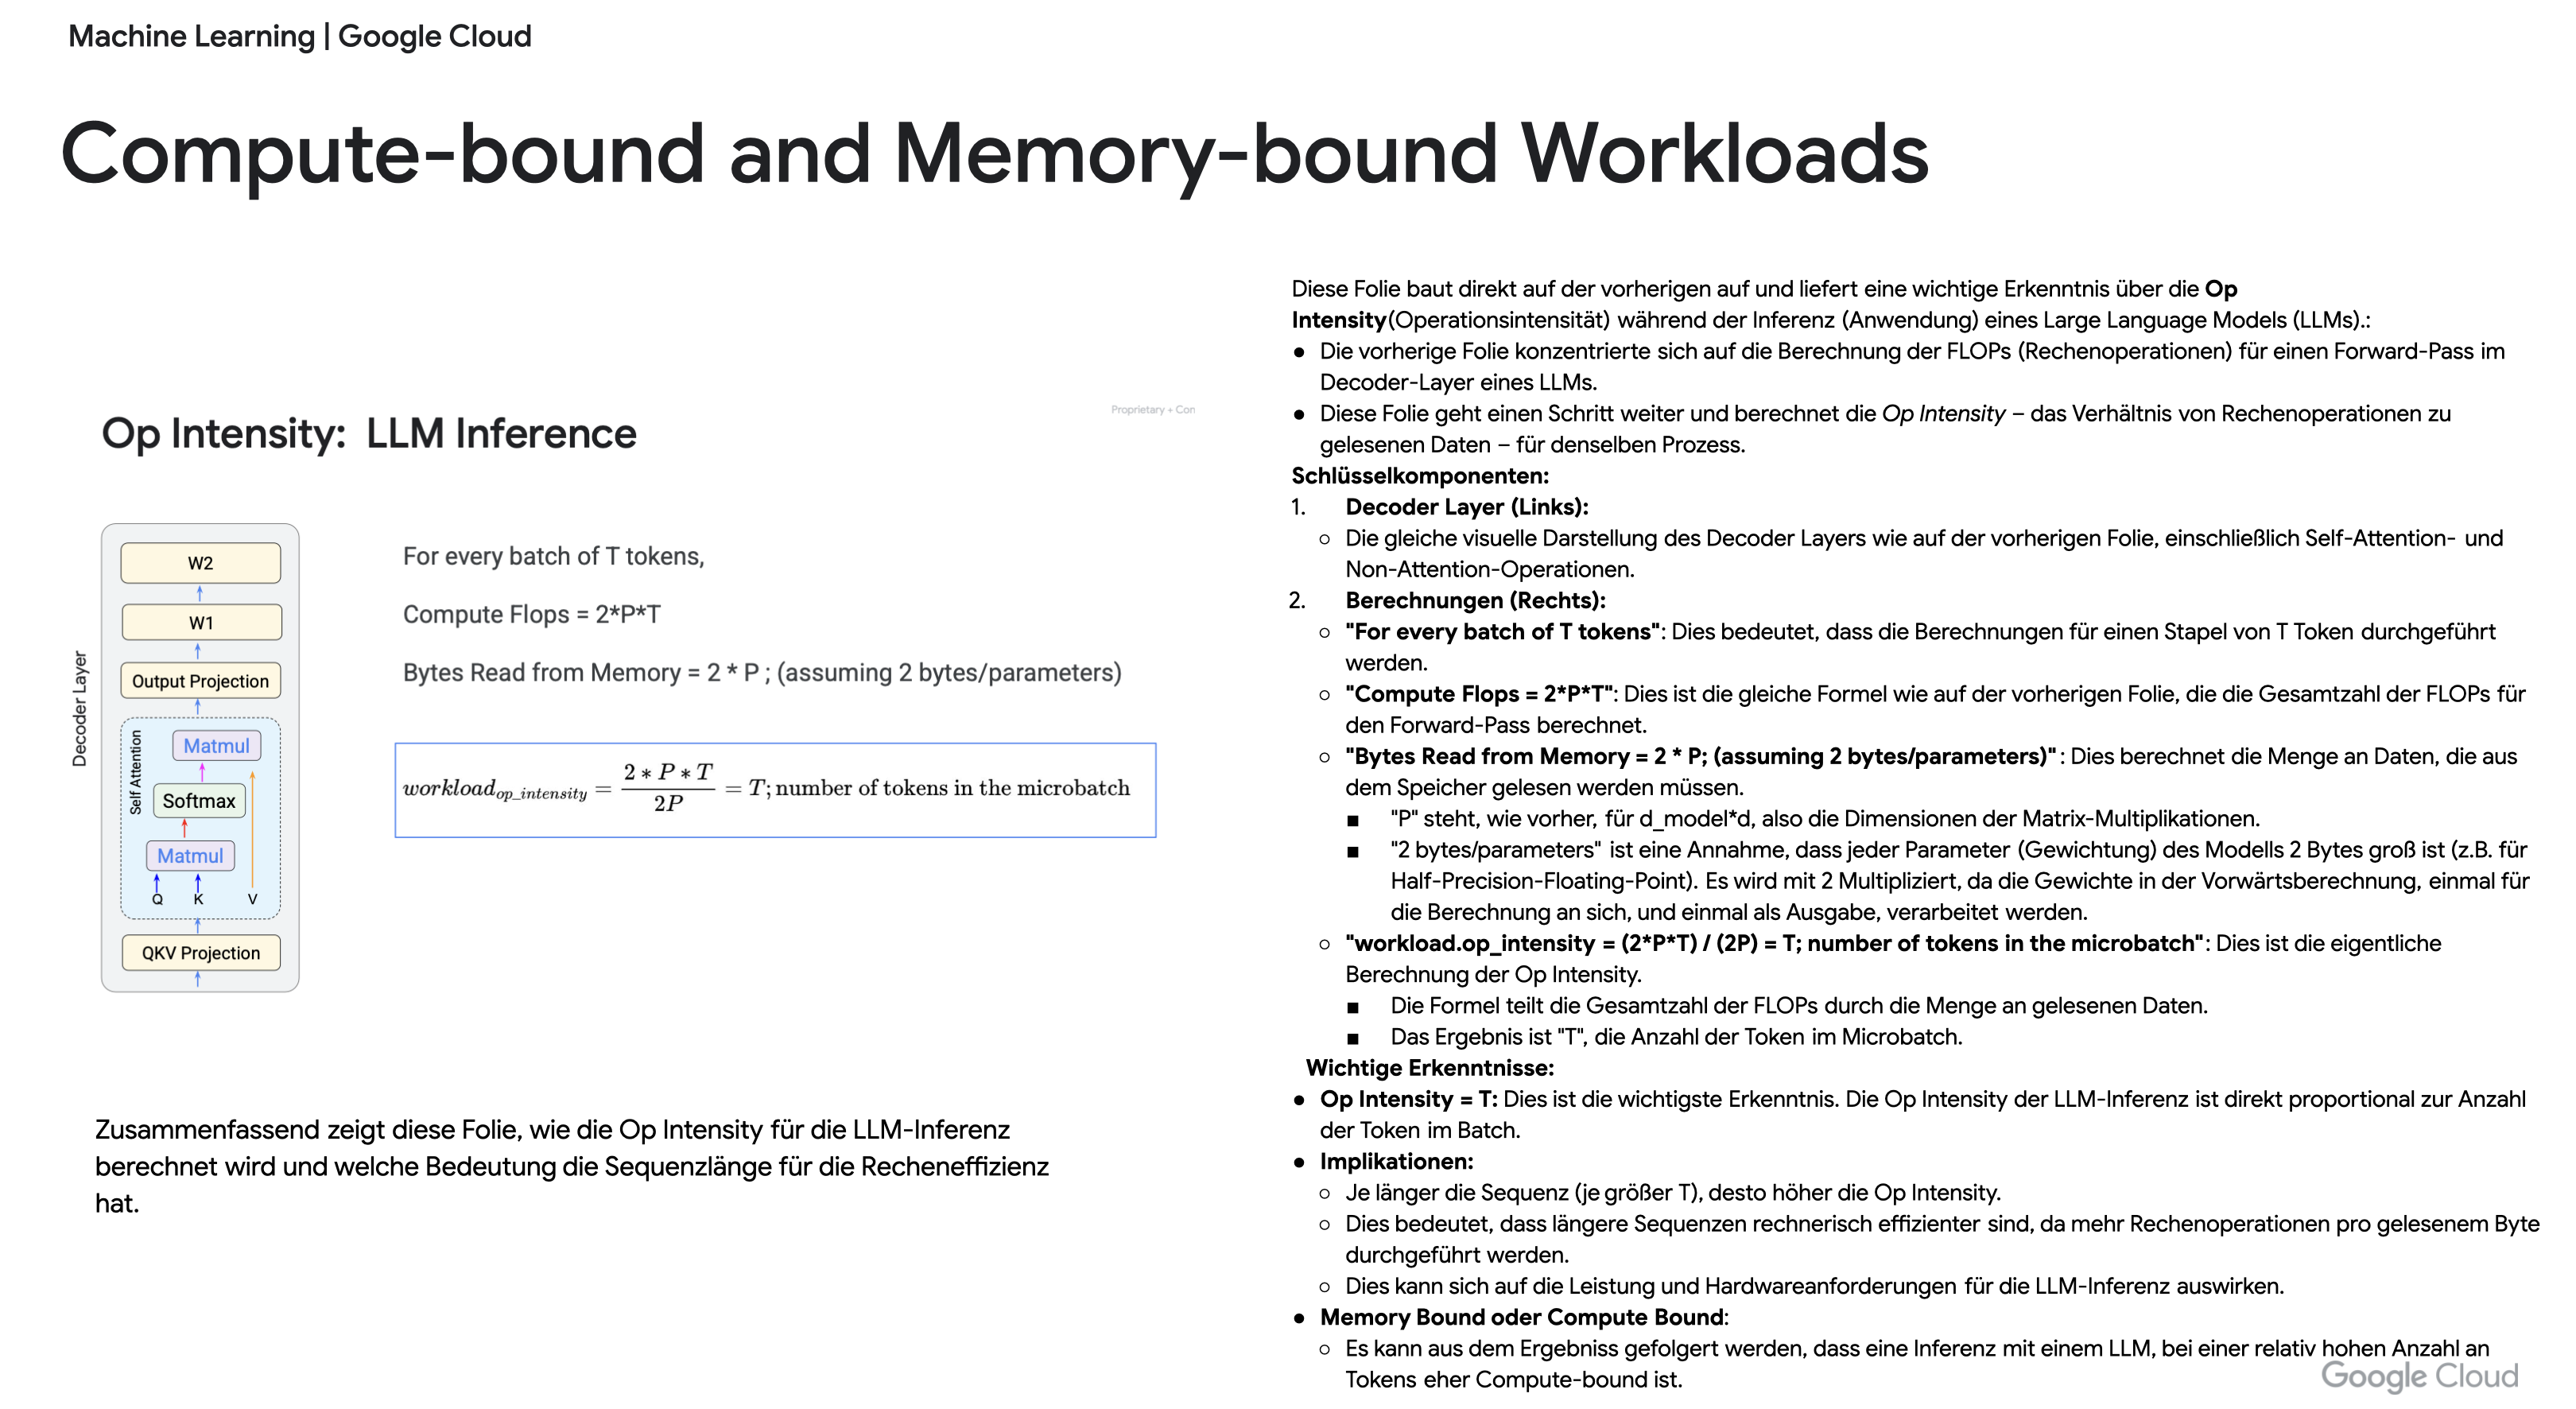 Machine Learning | Google Cloud
Compute-bound and Memory-bound Workloads
Proprietary + Con
Op Intensity:  LLM Inference
Decoder Layer
W2
W1
Output Projection
Self Attention
Matmul
Softmax
Matmul
Q K V
QKV Projection
For every batch of T tokens,
Compute Flops = 2*P*T
Bytes Read from Memory = 2 * P ; (assuming 2 bytes/parameters)
workload_{op_intensity} = \frac{2 * P * T}{2P} = T; number of tokens in the microbatch
Zusammenfassend zeigt diese Folie, wie die Op Intensity für die LLM-Inferenz
berechnet wird und welche Bedeutung die Sequenzlänge für die Recheneffizienz
hat.
Diese Folie baut direkt auf der vorherigen auf und liefert eine wichtige Erkenntnis über die Op
Intensity(Operationsintensität) während der Inferenz (Anwendung) eines Large Language Models (LLMs).:
● Die vorherige Folie konzentrierte sich auf die Berechnung der FLOPs (Rechenoperationen) für einen Forward-Pass im
Decoder-Layer eines LLMs.
● Diese Folie geht einen Schritt weiter und berechnet die Op Intensity – das Verhältnis von Rechenoperationen zu
gelesenen Daten – für denselben Prozess.
Schlüsselkomponenten:
1. Decoder Layer (Links):
○ Die gleiche visuelle Darstellung des Decoder Layers wie auf der vorherigen Folie, einschließlich Self-Attention- und
Non-Attention-Operationen.
2. Berechnungen (Rechts):
○ "For every batch of T tokens": Dies bedeutet, dass die Berechnungen für einen Stapel von T Token durchgeführt
werden.
○ "Compute Flops = 2*P*T": Dies ist die gleiche Formel wie auf der vorherigen Folie, die die Gesamtzahl der FLOPs für
den Forward-Pass berechnet.
○ "Bytes Read from Memory = 2 * P; (assuming 2 bytes/parameters)": Dies berechnet die Menge an Daten, die aus
dem Speicher gelesen werden müssen.
■ "P" steht, wie vorher, für d_model*d, also die Dimensionen der Matrix-Multiplikationen.
■ "2 bytes/parameters" ist eine Annahme, dass jeder Parameter (Gewichtung) des Modells 2 Bytes groß ist (z.B. für
Half-Precision-Floating-Point). Es wird mit 2 Multipliziert, da die Gewichte in der Vorwärtsberechnung, einmal für
die Berechnung an sich, und einmal als Ausgabe, verarbeitet werden.
○ "workload.op_intensity = (2*P*T) / (2P) = T; number of tokens in the microbatch": Dies ist die eigentliche
Berechnung der Op Intensity.
■ Die Formel teilt die Gesamtzahl der FLOPs durch die Menge an gelesenen Daten.
■ Das Ergebnis ist "T", die Anzahl der Token im Microbatch.
Wichtige Erkenntnisse:
● Op Intensity = T: Dies ist die wichtigste Erkenntnis. Die Op Intensity der LLM-Inferenz ist direkt proportional zur Anzahl
der Token im Batch.
● Implikationen:
○ Je länger die Sequenz (je größer T), desto höher die Op Intensity.
○ Dies bedeutet, dass längere Sequenzen rechnerisch effizienter sind, da mehr Rechenoperationen pro gelesenem Byte
durchgeführt werden.
○ Dies kann sich auf die Leistung und Hardwareanforderungen für die LLM-Inferenz auswirken.
● Memory Bound oder Compute Bound:
○ Es kann aus dem Ergebniss gefolgert werden, dass eine Inferenz mit einem LLM, bei einer relativ hohen Anzahl an
Tokens eher Compute-bound ist.
Google Cloud